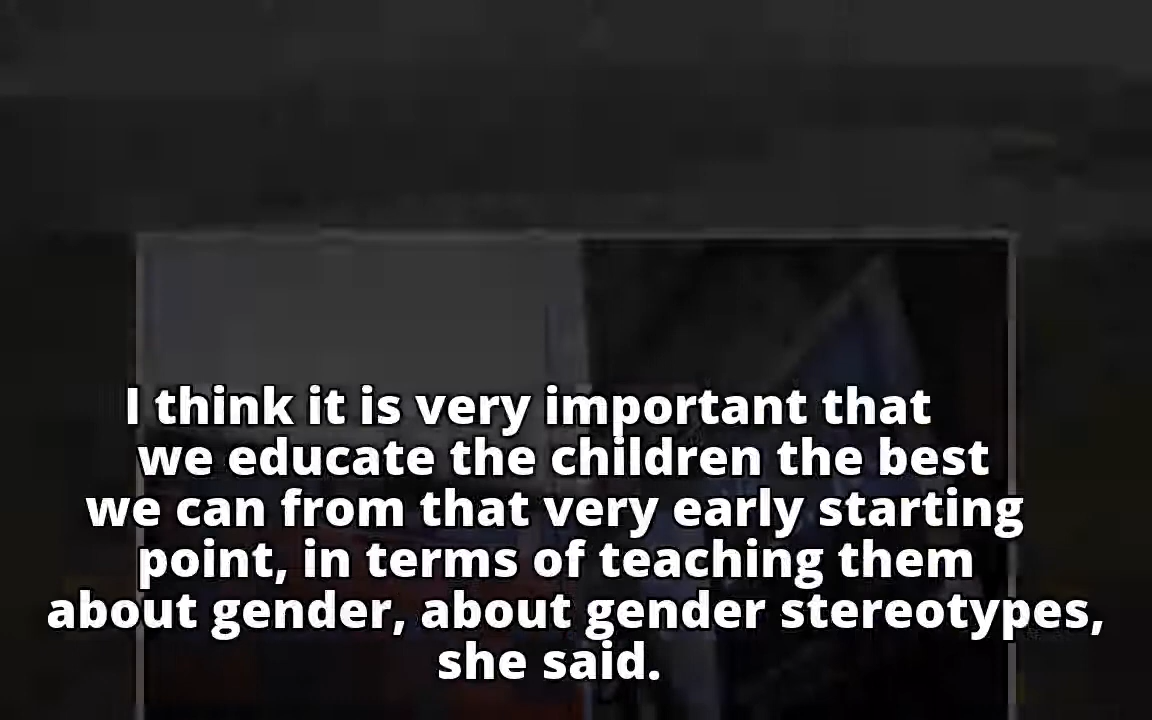 I think it is very important that
we educate the children the best
we can from that very early starting
point, in terms of teaching them
about gender, about gender stereotypes,
she said.